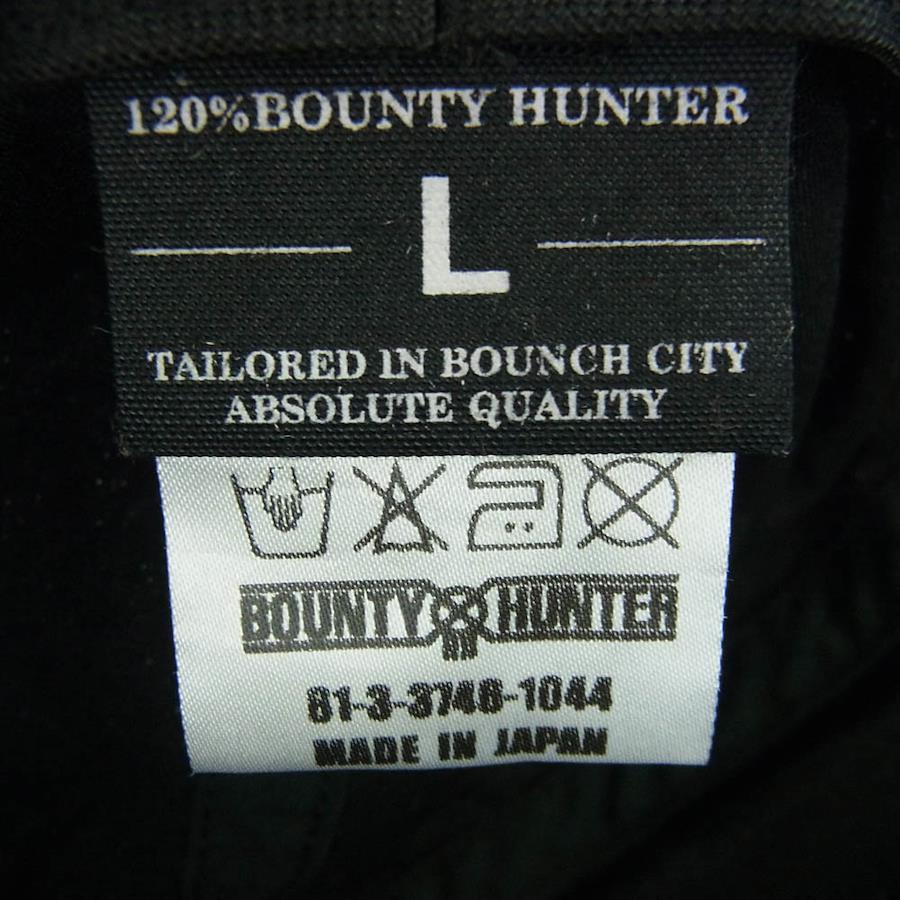 120%BOUNTY HUNTER
L
TAILORED IN BOUNCH CITY
ABSOLUTE QUALITY
BOUNTY HUNTER
81-3-3746-1044
MADE IN JAPAN